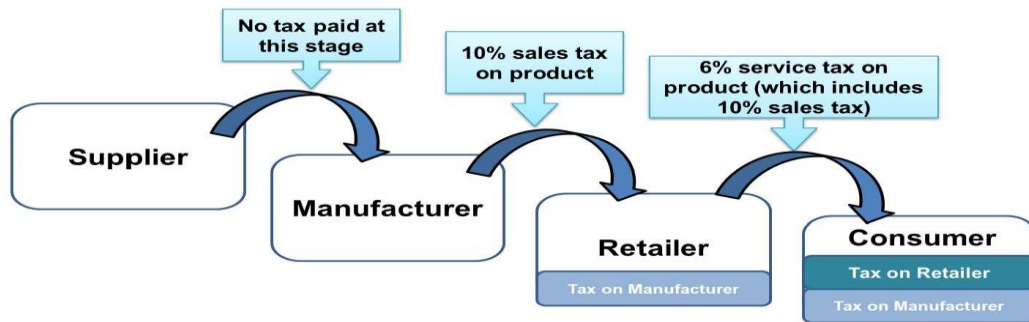 No tax paid at
this stage
10% sales tax
on product
6% service tax on
product (which includes
10% sales tax)
Supplier
Manufacturer
Retailer
Tax on Manufacturer
Consumer
Tax on Retailer
Tax on Manufacturer